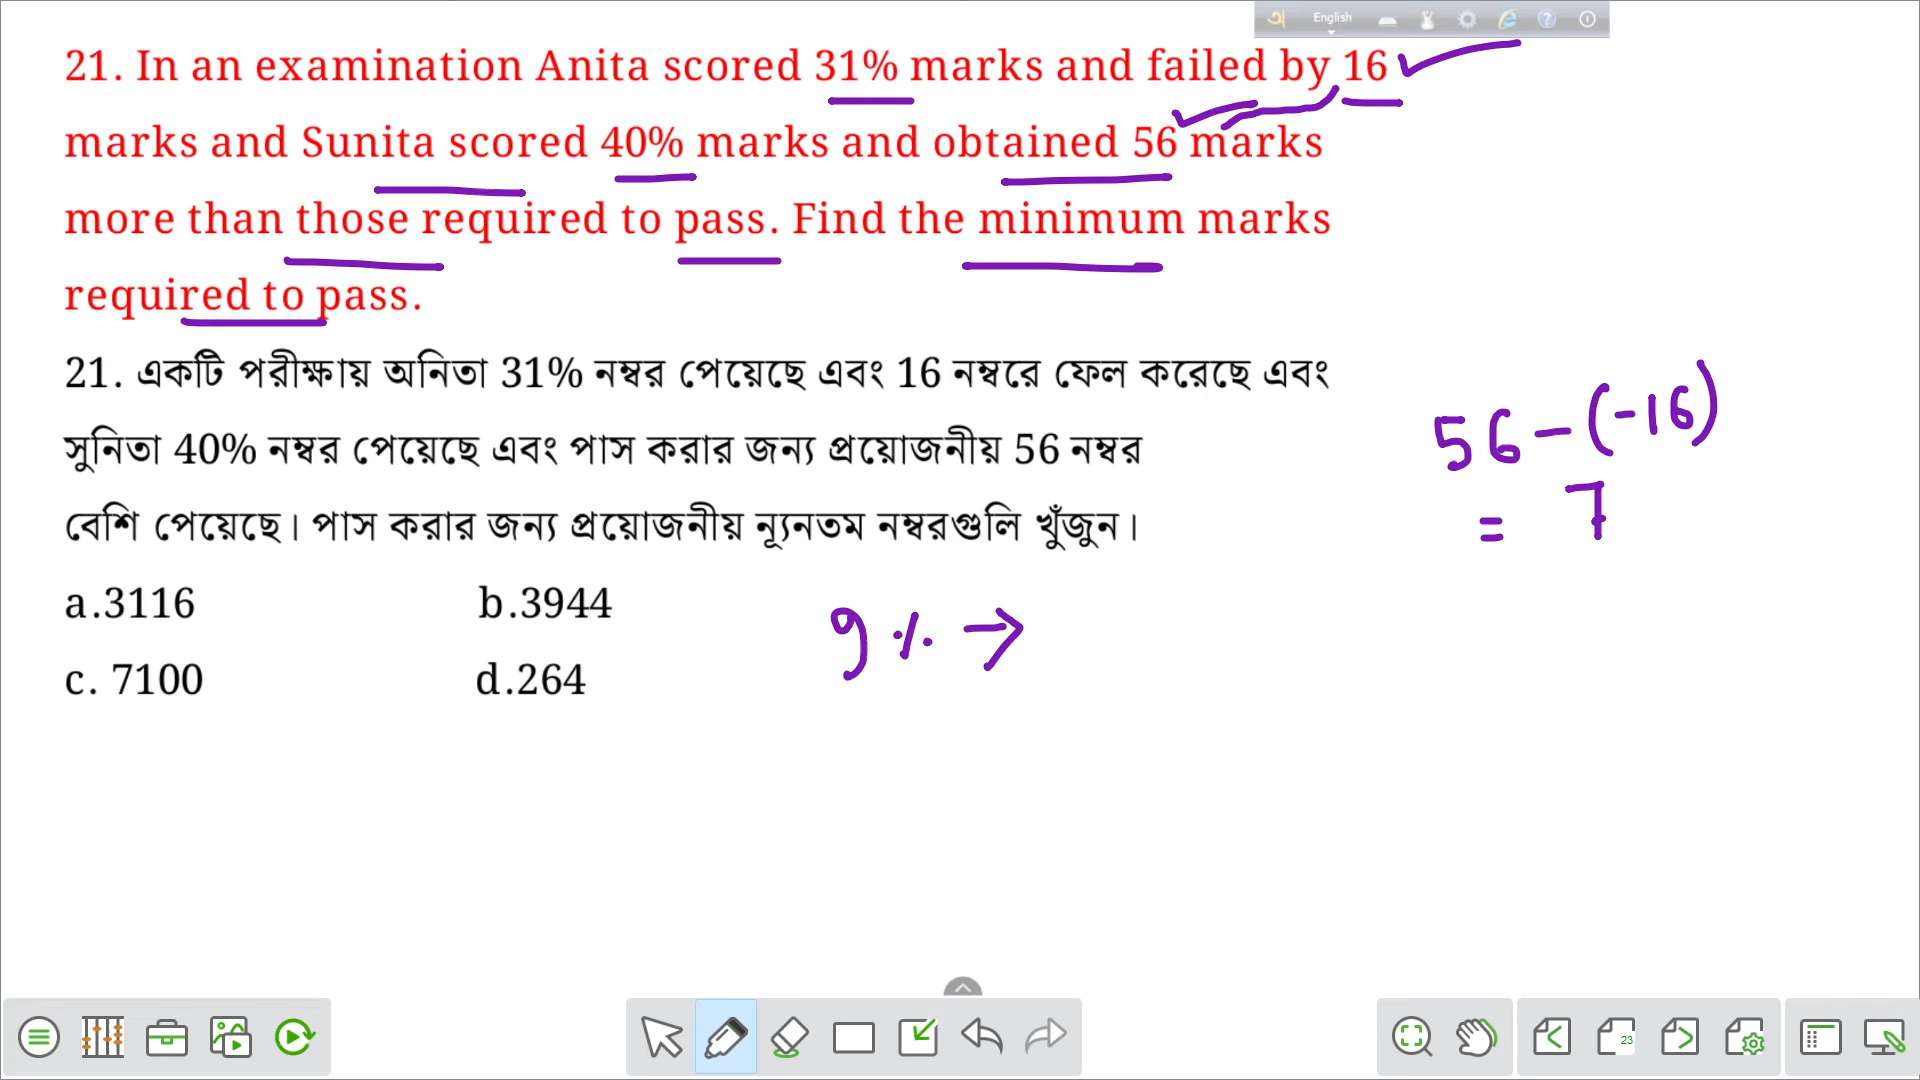 English
21. In an examination Anita scored 31% marks and failed by 16
marks and Sunita scored 40% marks and obtained 56 marks
more than those required to pass. Find the minimum marks
required to pass.
21. একটি পরীক্ষায় অনিতা 31% নম্বর পেয়েছে এবং 16 নম্বরে ফেল করেছে এবং
সুনিতা 40% নম্বর পেয়েছে এবং পাস করার জন্য প্রয়োজনীয় 56 নম্বর
বেশি পেয়েছে। পাস করার জন্য প্রয়োজনীয় ন্যূনতম নম্বরগুলি খুঁজুন।
56-(-16)
= 7
a.3116 b.3944
c. 7100 d.264
9% →
23